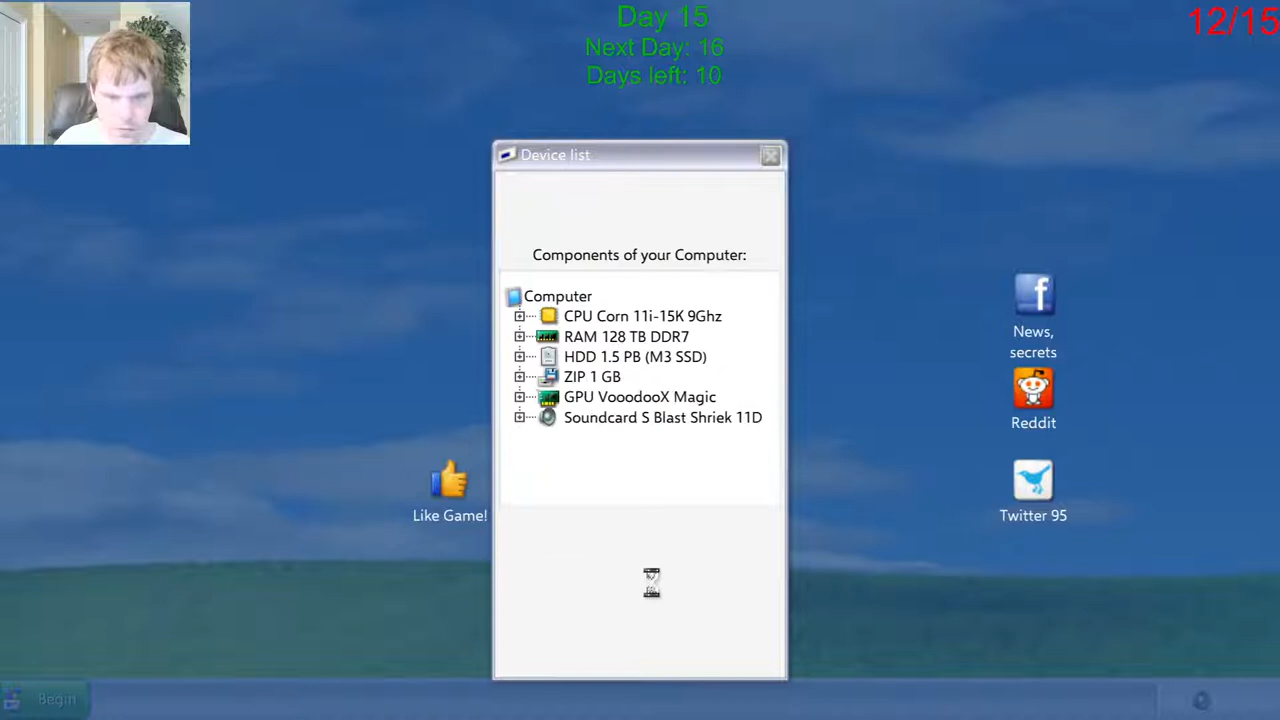 Day 15
Next Day: 16
Days left: 10
12/15
Device list
Components of your Computer:
Computer
CPU Corn 11i-15K 9Ghz
RAM 128 TB DDR7
HDD 1.5 PB (M3 SSD)
ZIP 1 GB
GPU VooodooX Magic
Soundcard S Blast Shriek 11D
News,
secrets
Reddit
Like Game!
Twitter 95
Begin